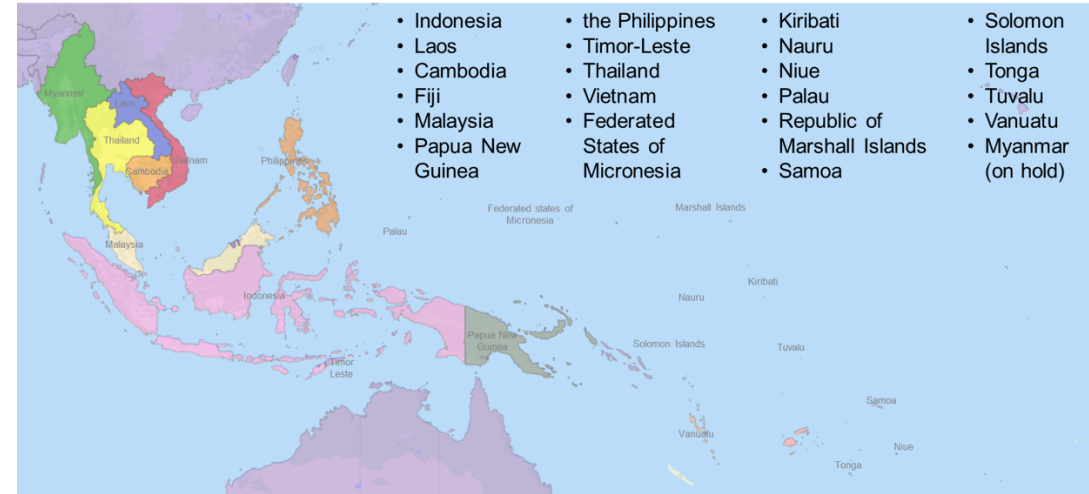 • Indonesia
• Laos
• Cambodia
• Fiji
• Malaysia
• Papua New
Guinea
• the Philippines
• Timor-Leste
• Thailand
• Vietnam
• Federated
States of
Micronesia
• Kiribati
• Nauru
• Niue
• Palau
• Republic of
Marshall Islands
• Samoa
• Solomon
Islands
• Tonga
• Tuvalu
• Vanuatu
• Myanmar
(on hold)
Myanmar
Laos
Thailand
Vietnam
Cambodia
Philippines
Malaysia
Indonesia
Timor
Leste
Palau
Federated states of
Micronesia
Marshall Islands
Kiribati
Nauru
Papua New
Guinea
Solomon Islands
Tuvalu
Samoa
Vanuatu
Niue
Tonga